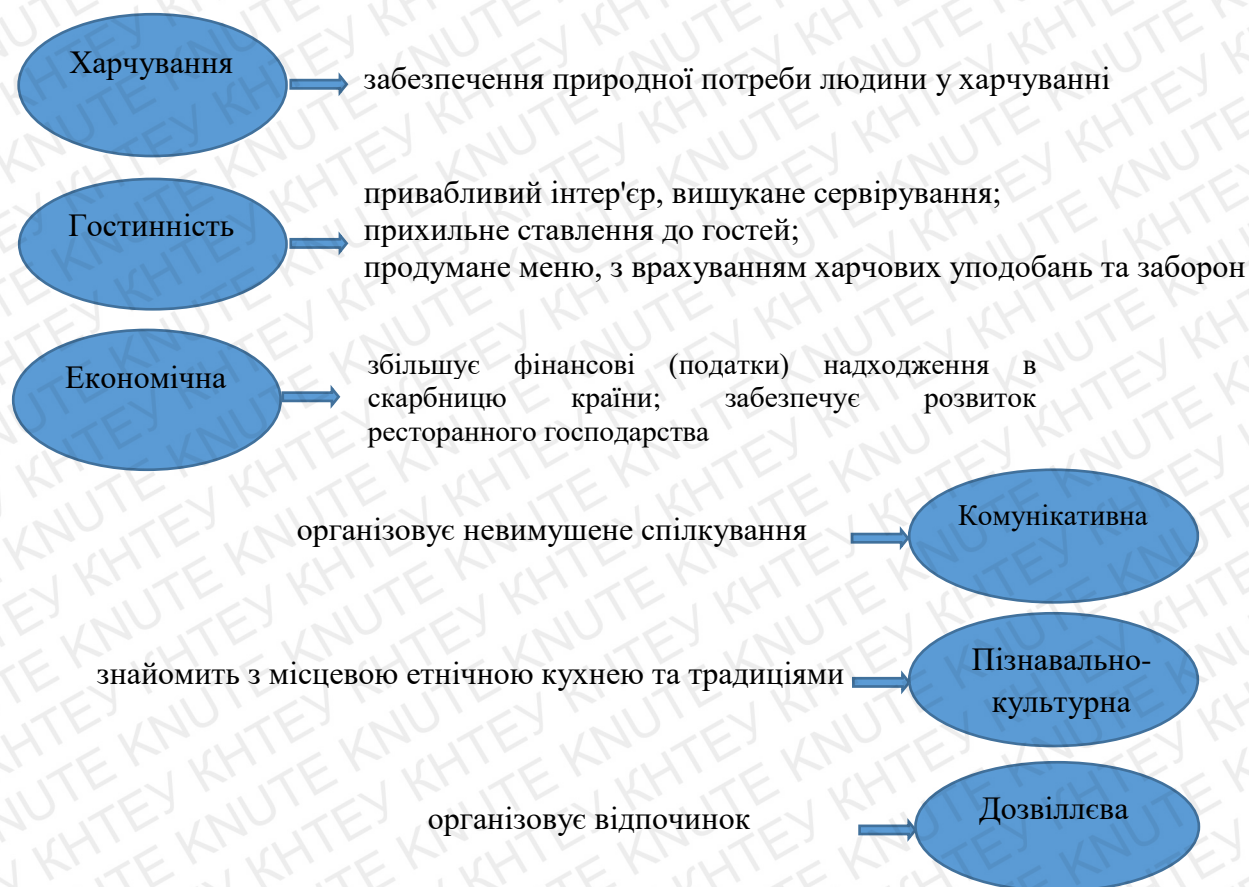 Харчування
забезпечення природної потреби людини у харчуванні
Гостинність
привабливий інтер'єр, вишукане сервірування;
прихильне ставлення до гостей;
продумане меню, з врахуванням харчових уподобань та заборон
Економічна
збільшує фінансові (податки) надходження в
скарбницю країни; забезпечує розвиток
ресторанного господарства
організовує невимушене спілкування
Комунікативна
знайомить з місцевою етнічною кухнею та традиціями
Пізнавально-
культурна
організовує відпочинок
Дозвіллєва